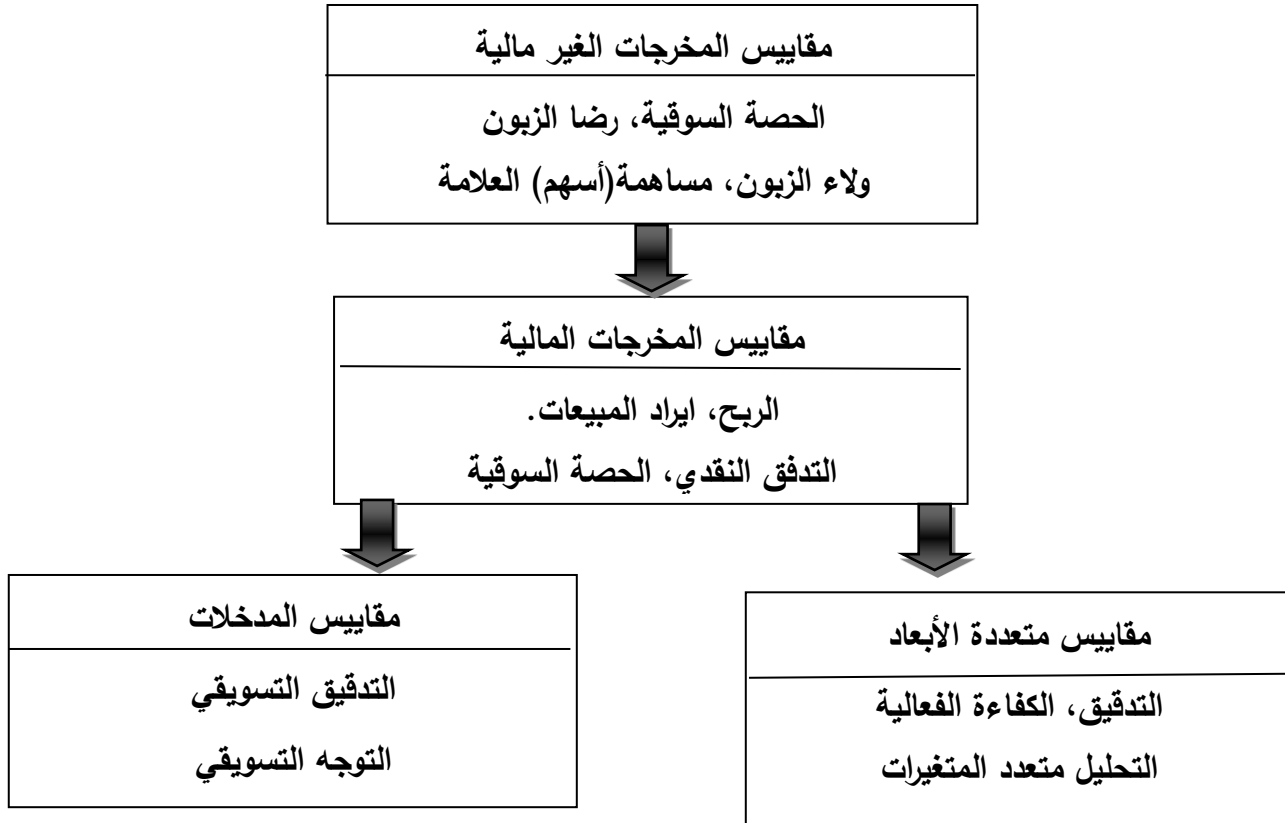 مقاييس المخرجات الغير مالية
الحصة السوقية، رضا الزبون
ولاء الزبون، مساهمة(أسهم) العلامة
مقاييس المخرجات المالية
الربح، ايراد المبيعات.
التدفق النقدي، الحصة السوقية
مقاييس متعددة الأبعاد
التدقيق، الكفاءة الفعالية
التحليل متعدد المتغيرات
مقاييس المدخلات
التدقيق التسويقي
التوجه التسويقي